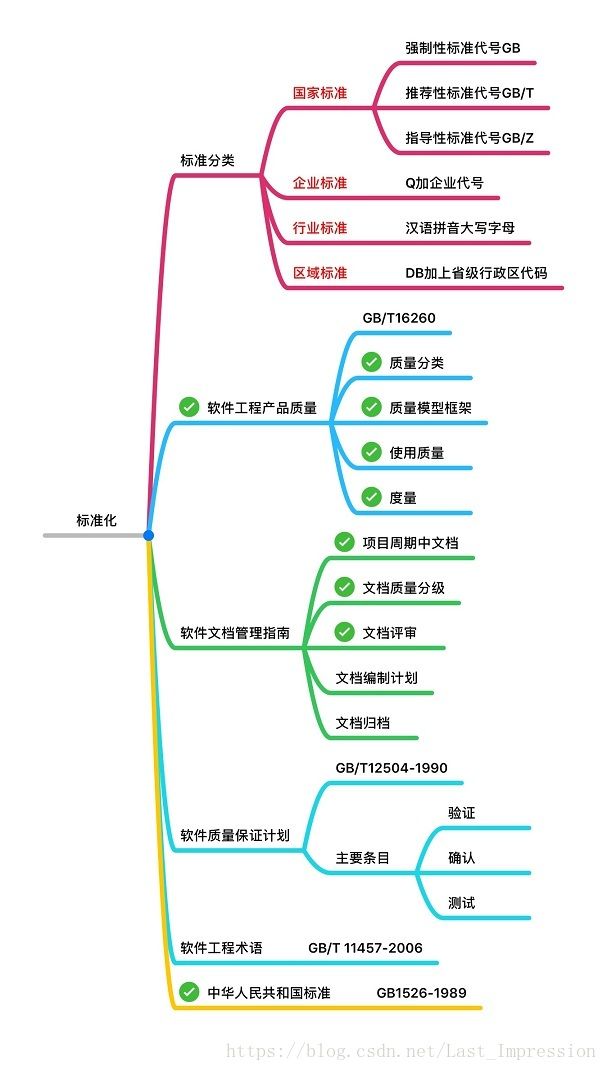 强制性标准代号GB
国家标准
推荐性标准代号GB/T
指导性标准代号GB/Z
标准分类
企业标准 Q加企业代号
行业标准 汉语拼音大写字母
区域标准 DB加上省级行政区代码
GB/T16260
质量分类
软件工程产品质量
质量模型框架
使用质量
度量
标准化
项目周期中文档
文档质量分级
软件文档管理指南
文档评审
文档编制计划
文档归档
GB/T12504-1990
软件质量保证计划
主要条目
验证
确认
测试
软件工程术语 GB/T 11457-2006
中华人民共和国标准 GB1526-1989
https://blog.csdn.net/Last_Impression